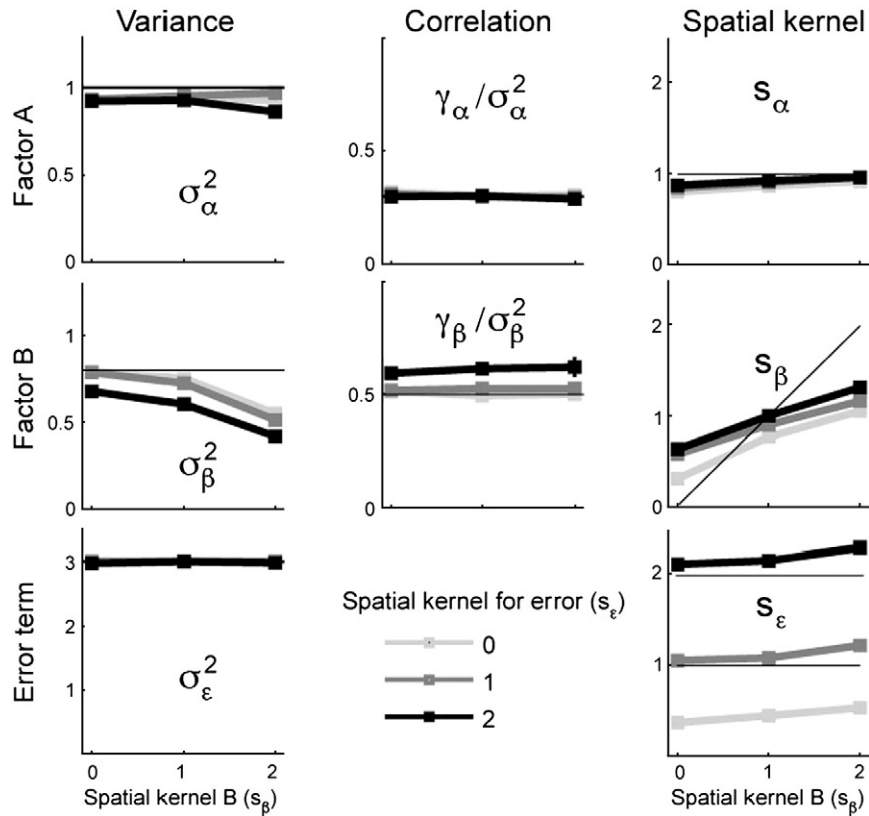 Variance Correlation Spatial kernel
Factor A
1
0.5
0
σ²α
0.5
0
γα/σ²α
2
1
0
sα
Factor B
1
0.5
0
σ²β
0.5
0
γβ/σ²β
2
1
0
sβ
Error term
3
2
1
σ²ε
0 1 2
Spatial kernel B (sβ)
Spatial kernel for error (sε)
0
1
2
2
1
0
sε
0 1 2
Spatial kernel B (sβ)